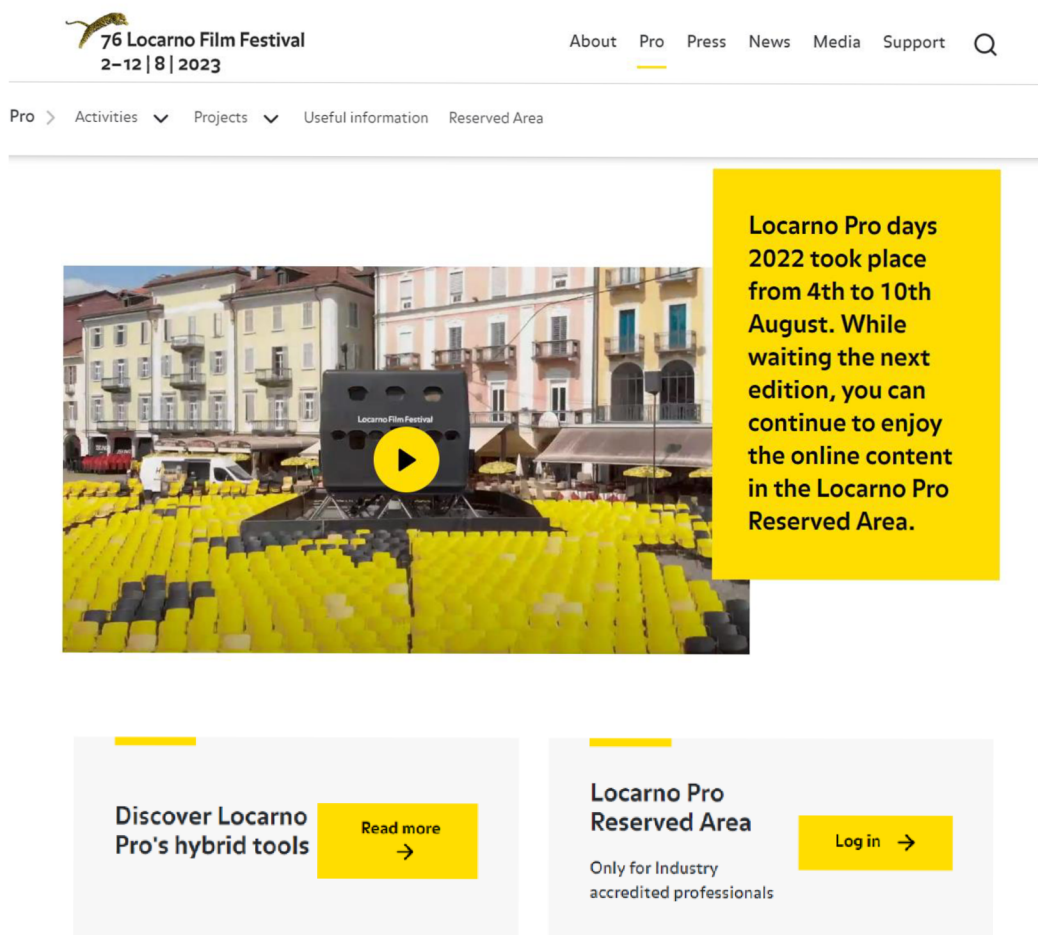 76 Locarno Film Festival
2–12 | 8 | 2023
About Pro Press News Media Support
Pro > Activities Projects Useful information Reserved Area
Locarno Pro days
2022 took place
from 4th to 10th
August. While
waiting the next
edition, you can
continue to enjoy
the online content
in the Locarno Pro
Reserved Area.
Locarno Film Festival
Discover Locarno
Pro's hybrid tools
Read more
→
Locarno Pro
Reserved Area
Only for Industry
accredited professionals
Log in →